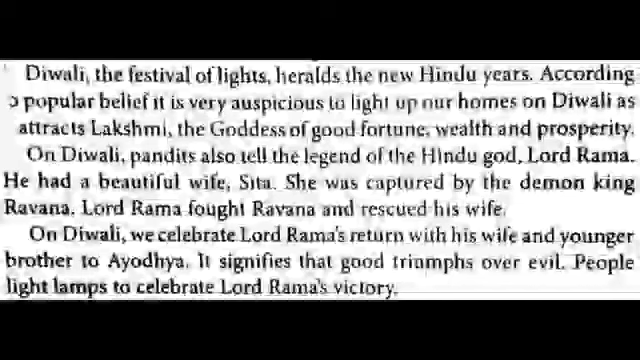 Diwali, the festival of lights, heralds the new Hindu years. According
o popular belief it is very auspicious to light up our homes on Diwali as
attracts Lakshmi, the Goddess of good fortune, wealth and prosperity.
On Diwali, pandits also tell the legend of the Hindu god, Lord Rama.
He had a beautiful wife, Sita. She was captured by the demon king
Ravana. Lord Rama fought Ravana and rescued his wife.
On Diwali, we celebrate Lord Rama's return with his wife and younger
brother to Ayodhya. It signifies that good triumphs over evil. People
light lamps to celebrate Lord Rama's victory.